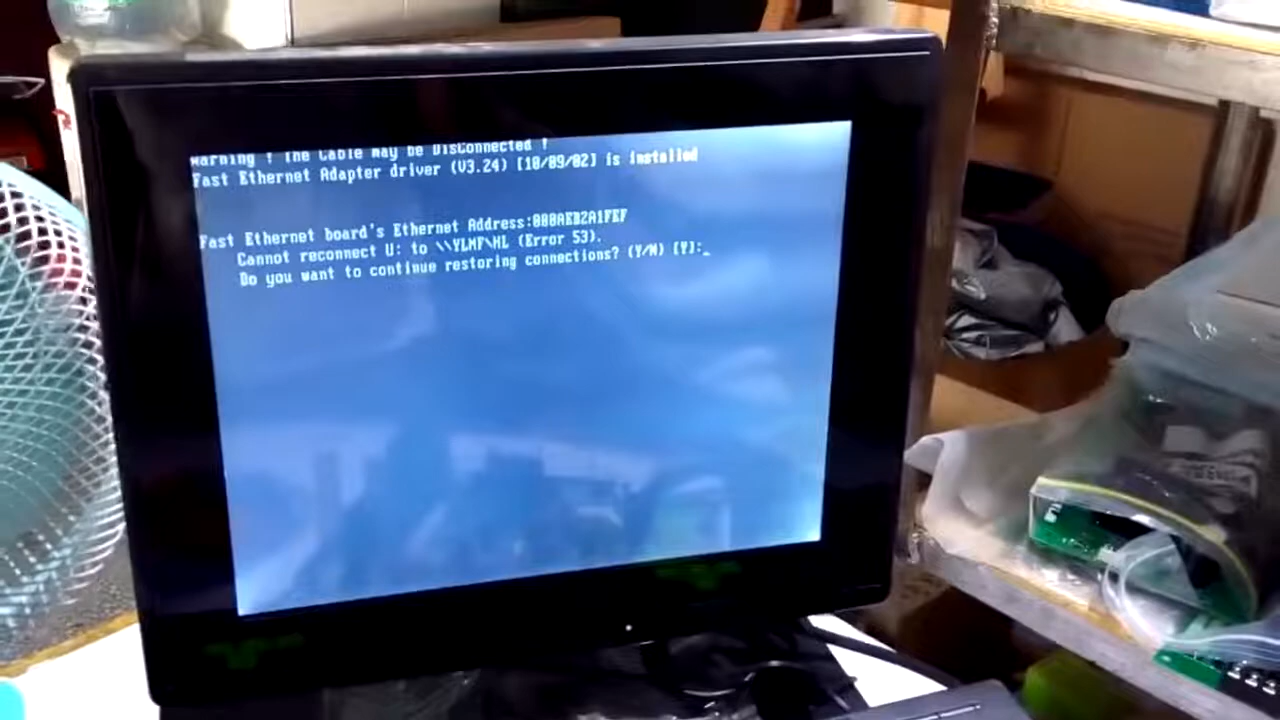 Warning ! The Cable may be DisConnected !
Fast Ethernet Adapter driver (V3.24) [10/09/02] is installed
Fast Ethernet board's Ethernet Address:000AEB2A1FEF
Cannot reconnect U: to \\YLMF\HL (Error 53).
Do you want to continue restoring connections? (Y/N) [Y]:_